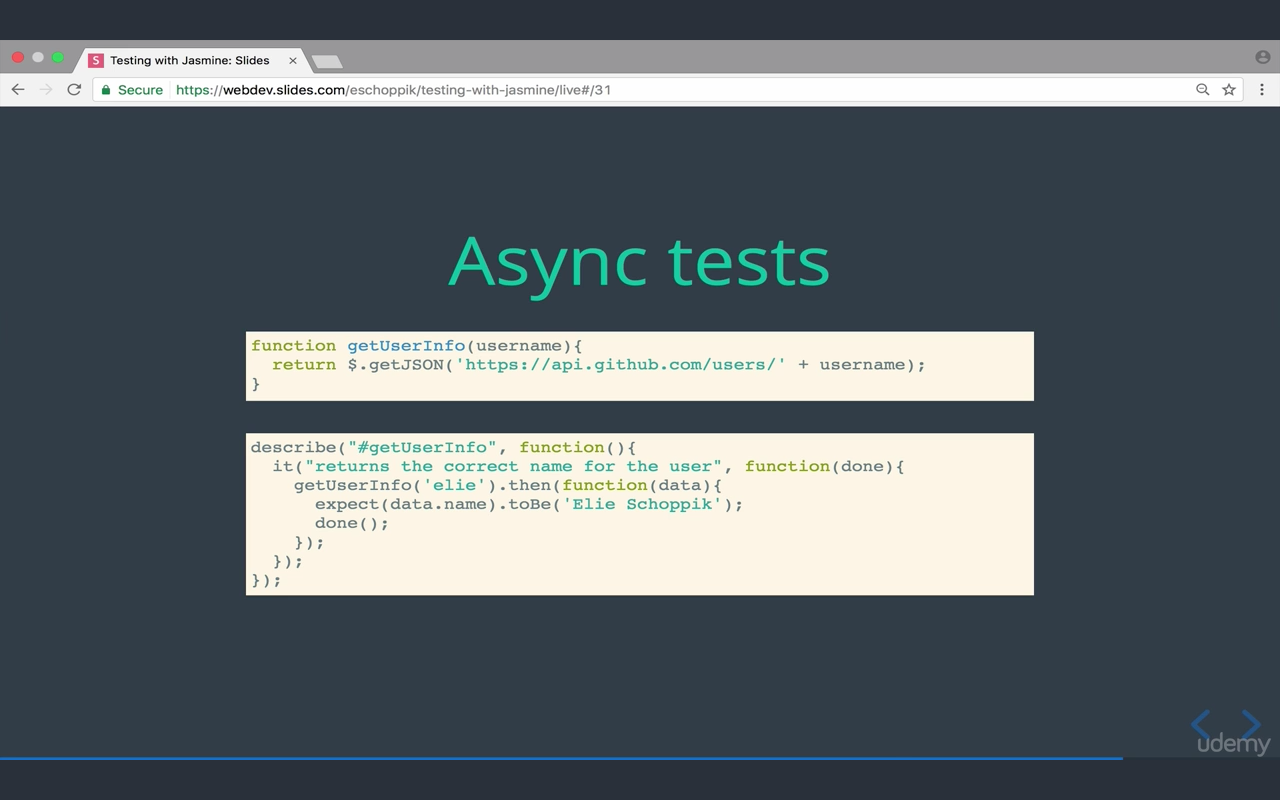 S Testing with Jasmine: Slides ×
Secure https://webdev.slides.com/eschoppik/testing-with-jasmine/live#/31
Async tests
function getUserInfo(username){
  return $.getJSON('https://api.github.com/users/' + username);
}
describe("#getUserInfo", function(){
  it("returns the correct name for the user", function(done){
    getUserInfo('elie').then(function(data){
      expect(data.name).toBe('Elie Schoppik');
      done();
    });
  });
});
udemy